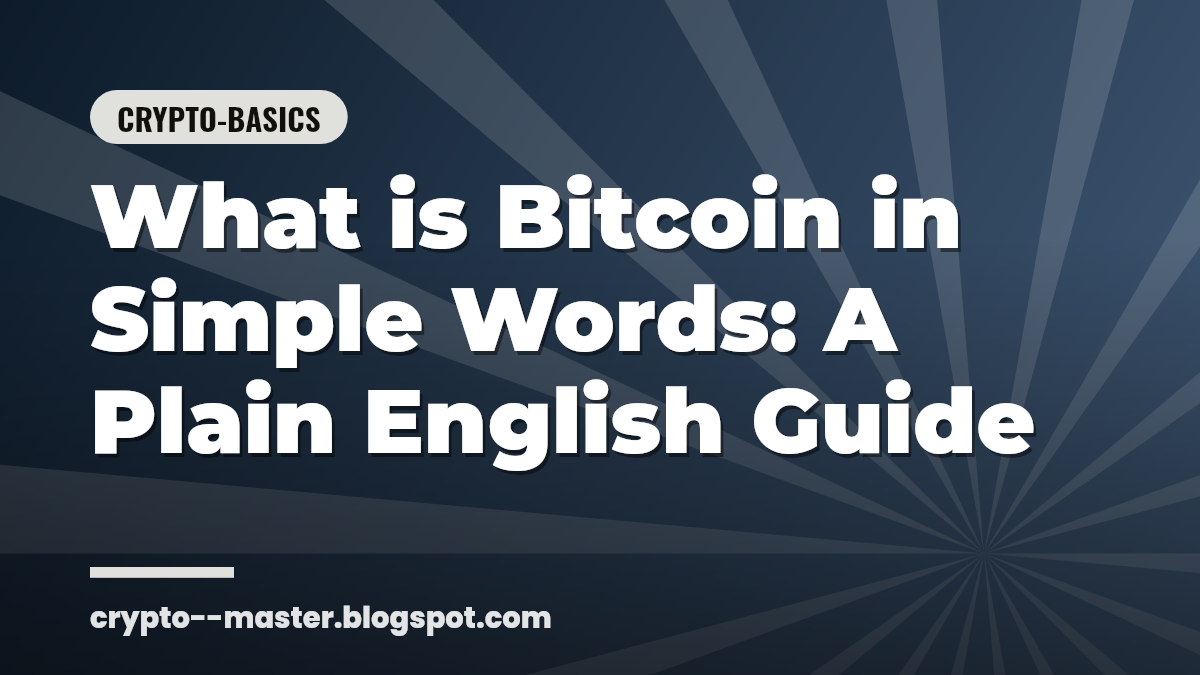 CRYPTO-BASICS
What is Bitcoin in
Simple Words: A
Plain English Guide
crypto--master.blogspot.com